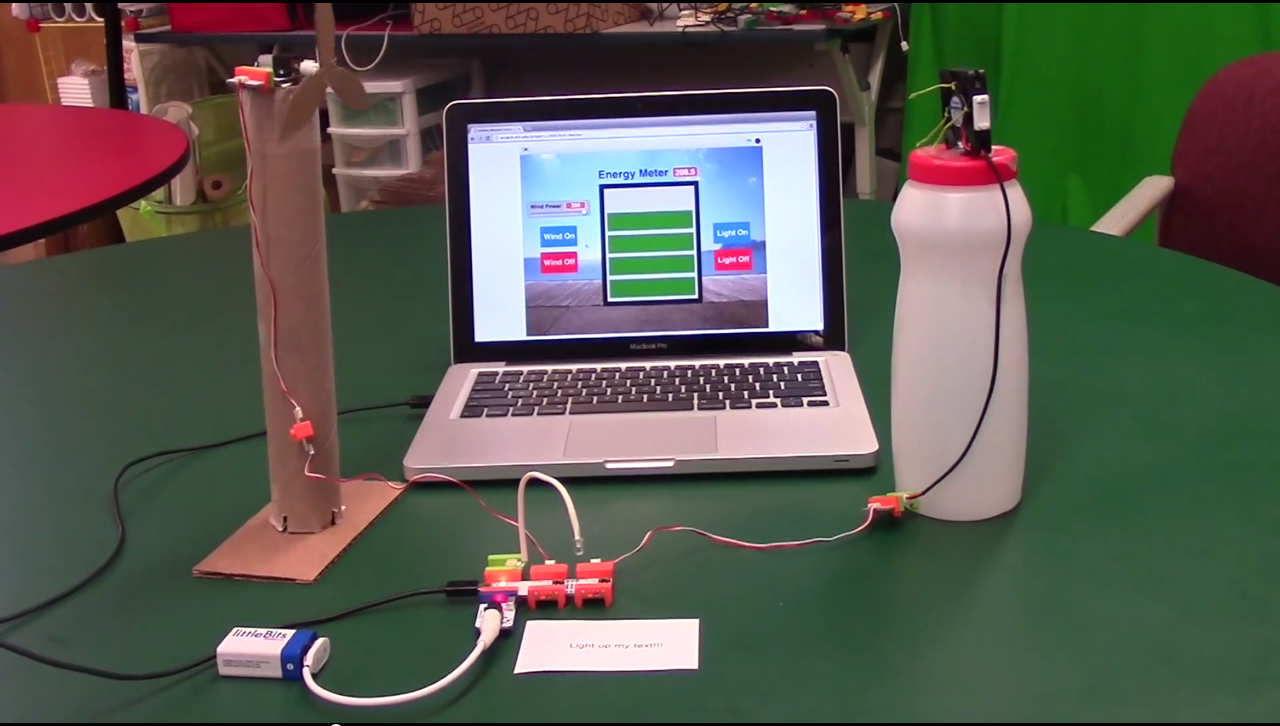 Energy Meter 208.5
Wind Power
Wind On
Wind Off
Light On
Light Off
MacBook Pro
littleBits
Light up my text!!!